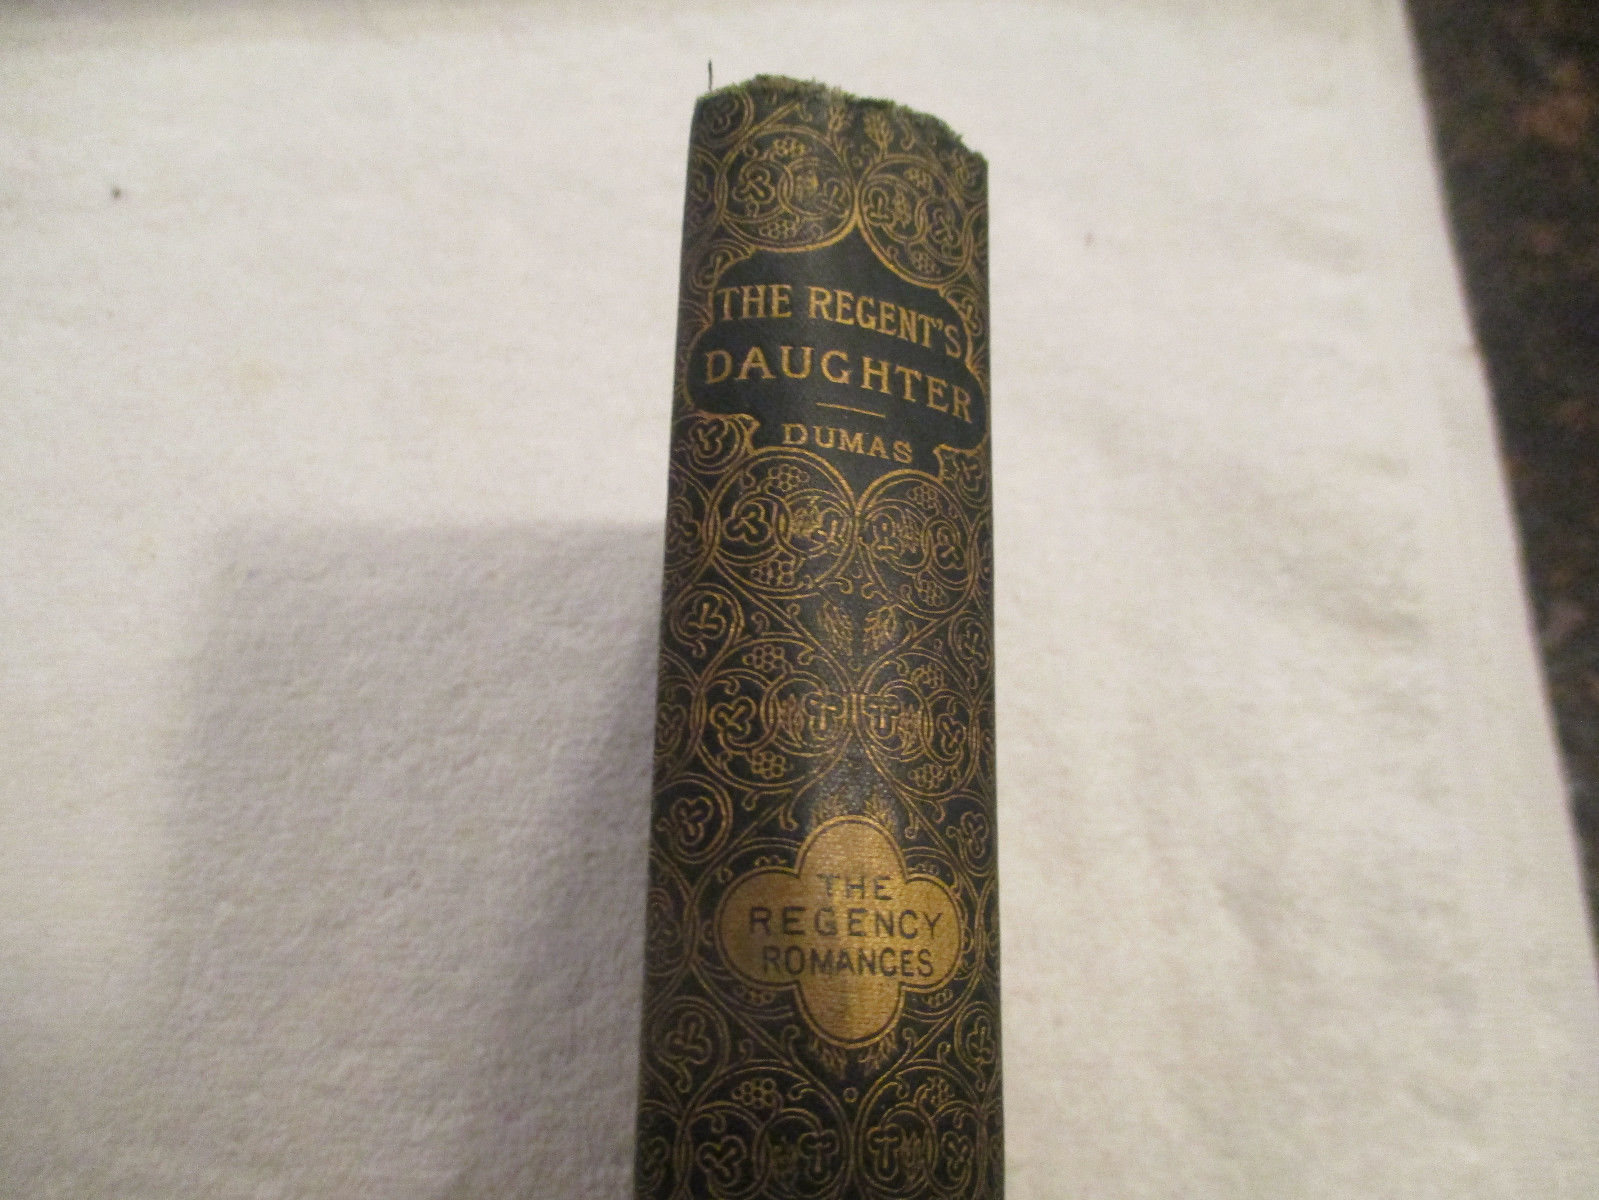 THE REGENT'S
DAUGHTER
DUMAS
THE
REGENCY
ROMANCES